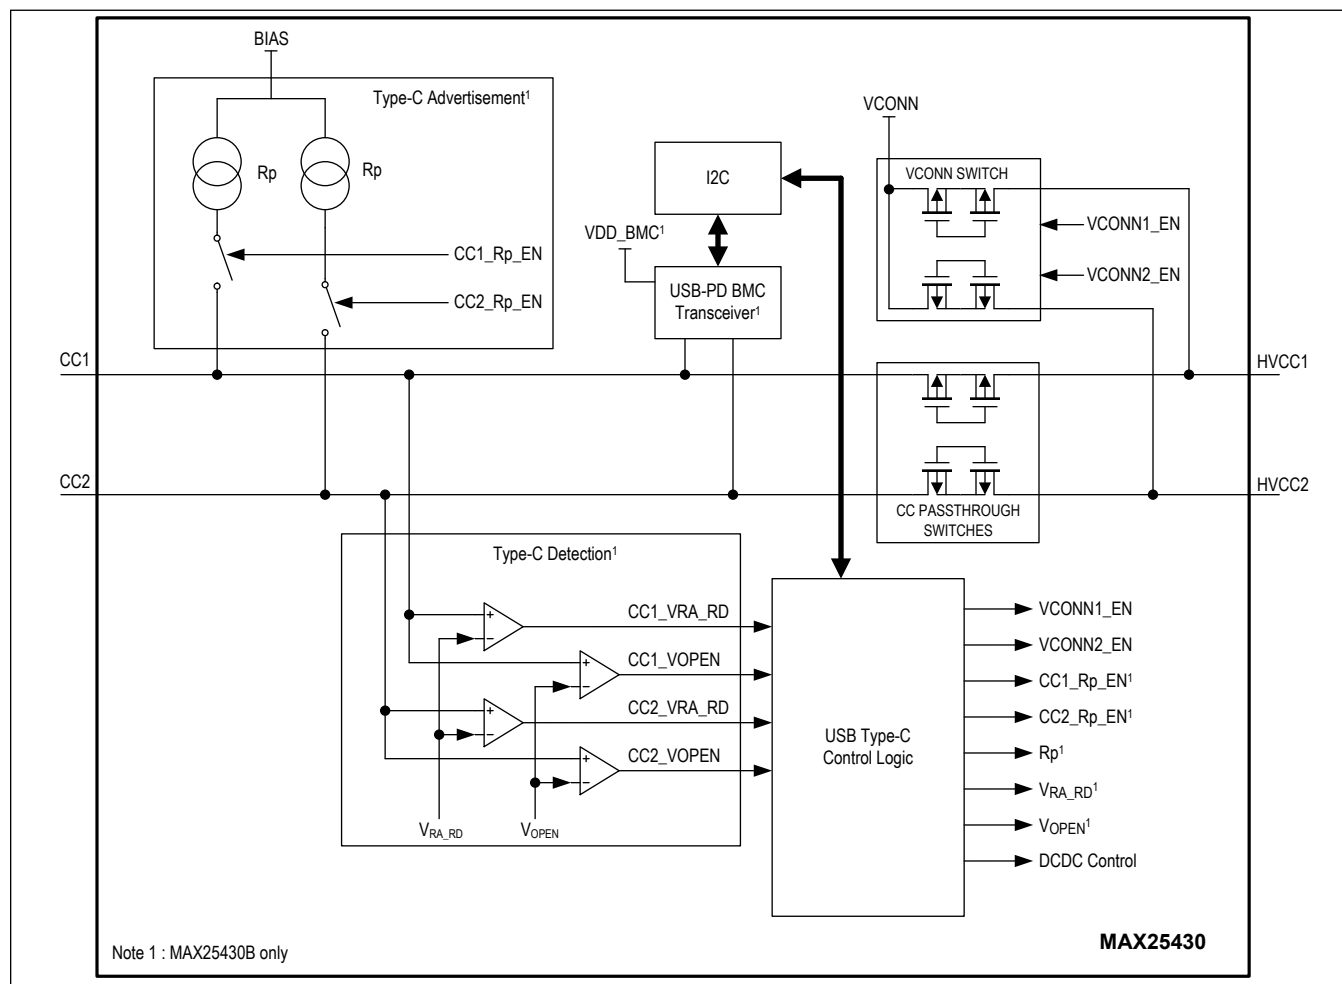 BIAS
Type-C Advertisement¹
Rp
Rp
CC1_Rp_EN
CC2_Rp_EN
I2C
VDD_BMC¹
USB-PD BMC
Transceiver¹
VCONN
VCONN SWITCH
VCONN1_EN
VCONN2_EN
CC1
HVCC1
CC2
HVCC2
CC PASSTHROUGH
SWITCHES
Type-C Detection¹
+
−
CC1_VRA_RD
+
−
CC1_VOPEN
+
−
CC2_VRA_RD
+
−
CC2_VOPEN
VRA_RD
VOPEN
USB Type-C
Control Logic
VCONN1_EN
VCONN2_EN
CC1_Rp_EN¹
CC2_Rp_EN¹
Rp¹
VRA_RD¹
VOPEN¹
DCDC Control
Note 1 : MAX25430B only
MAX25430